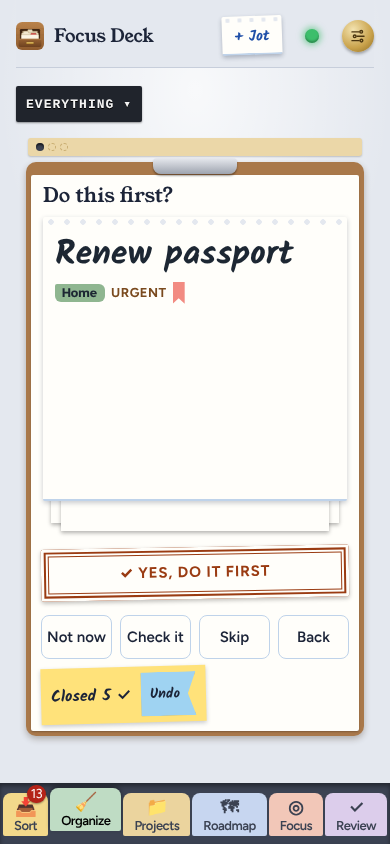 Focus Deck
+ Jot
EVERYTHING ▾
Do this first?
Renew passport
Home URGENT
✓ YES, DO IT FIRST
Not now Check it Skip Back
Closed 5 ✓ Undo
13
Sort Organize Projects Roadmap Focus Review